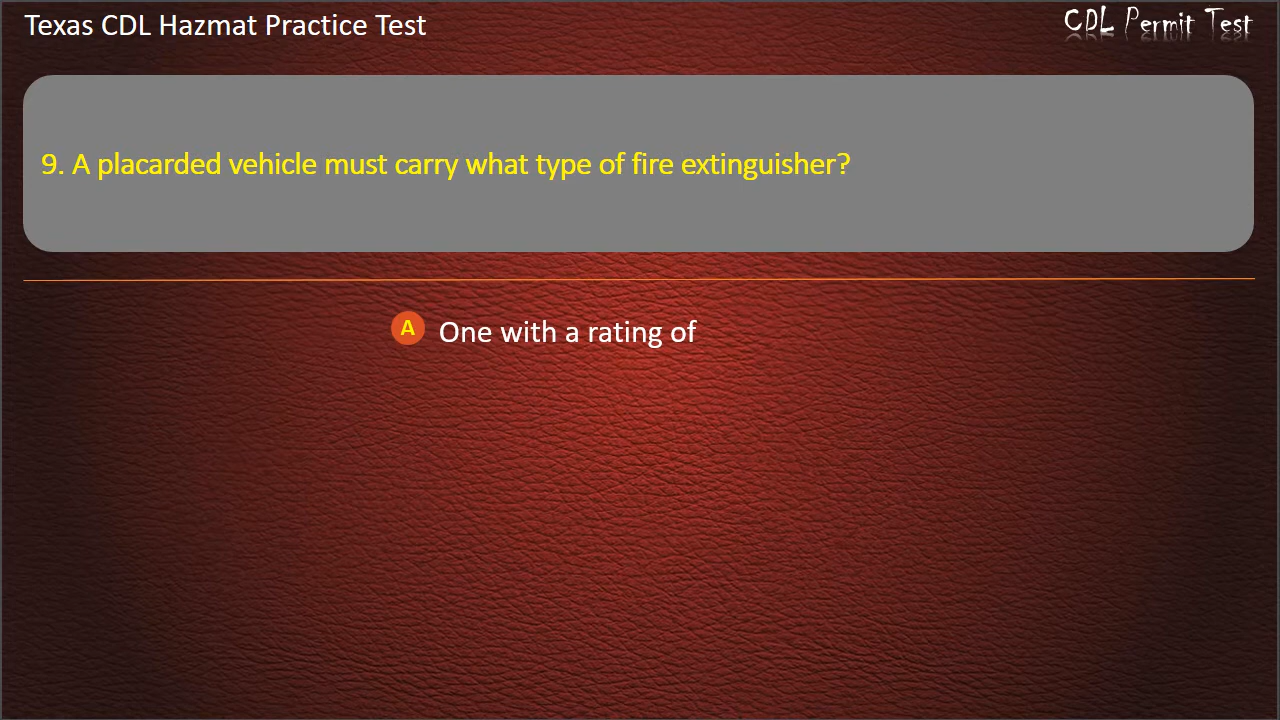 Texas CDL Hazmat Practice Test
CDL Permit Test
9. A placarded vehicle must carry what type of fire extinguisher?
A One with a rating of